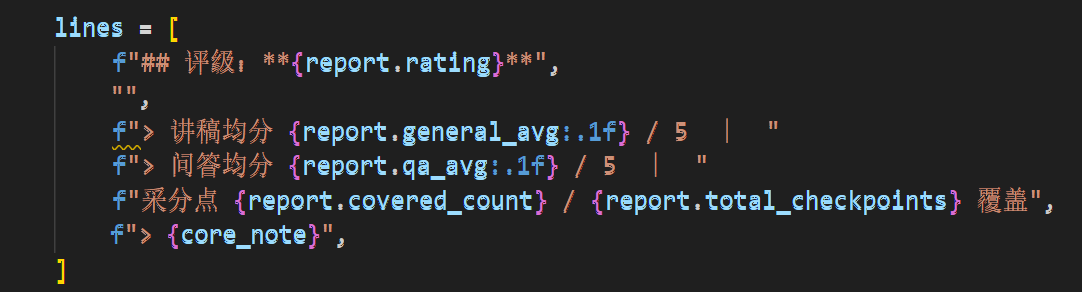 lines = [
f"## 评级：**{report.rating}**",
"",
f"> 讲稿均分 {report.general_avg:.1f} / 5 ｜ "
f"> 问答均分 {report.qa_avg:.1f} / 5 ｜ "
f"采分点 {report.covered_count} / {report.total_checkpoints} 覆盖",
f"> {core_note}",
]